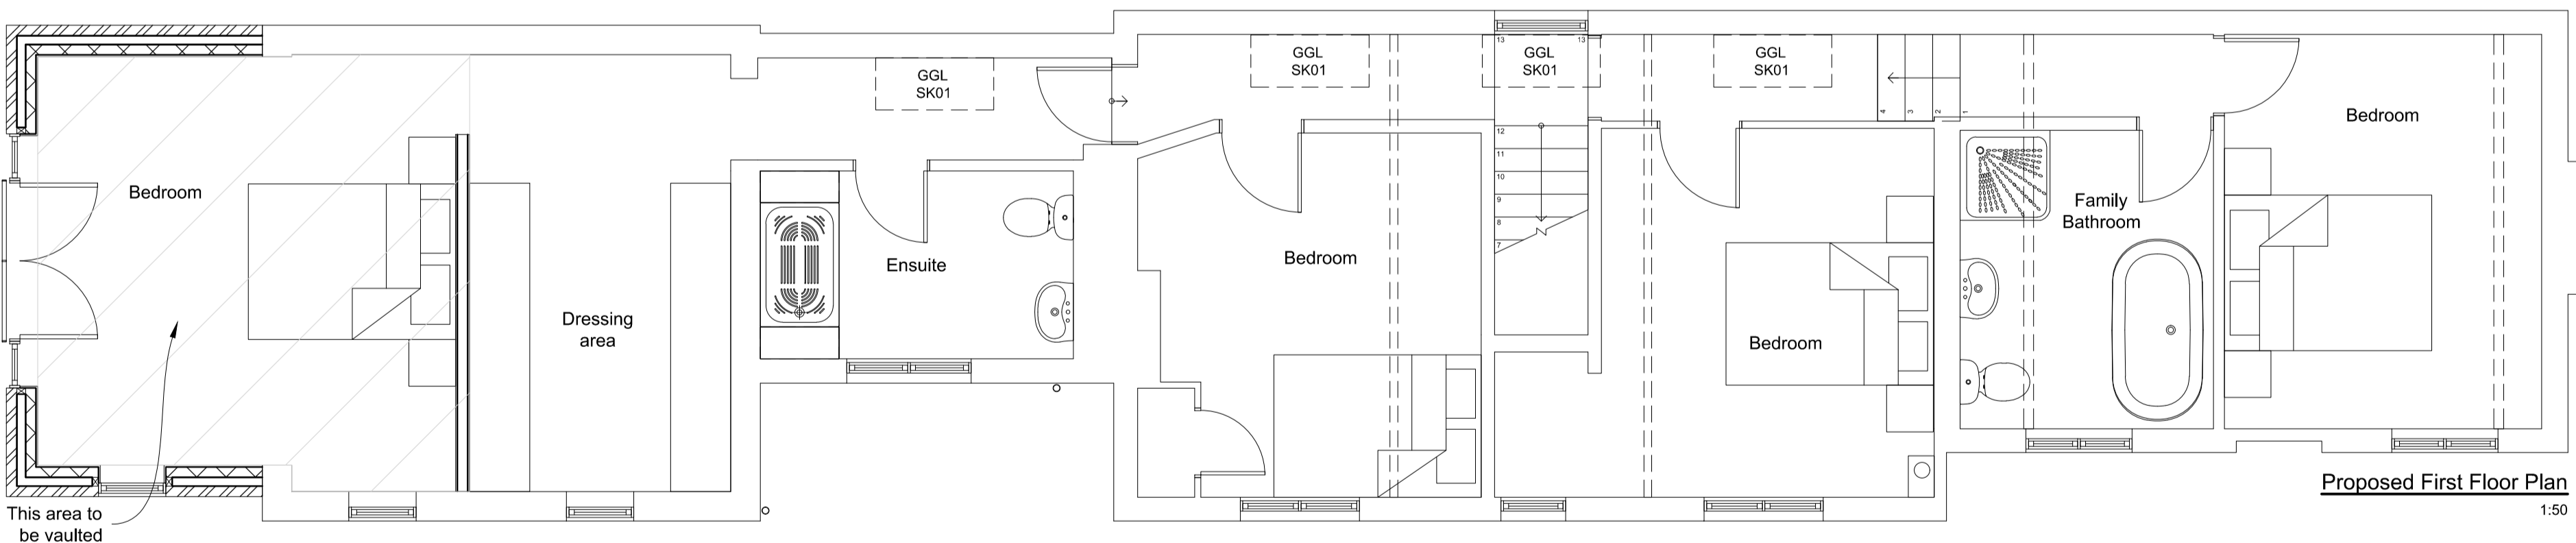 GGL
SK01
GGL
SK01
GGL
SK01
GGL
SK01
13
13
12
11
10
9
8
7
4
3
2
1
Bedroom
Dressing
area
Ensuite
Bedroom
Bedroom
Family
Bathroom
Bedroom
This area to
be vaulted
Proposed First Floor Plan
1:50